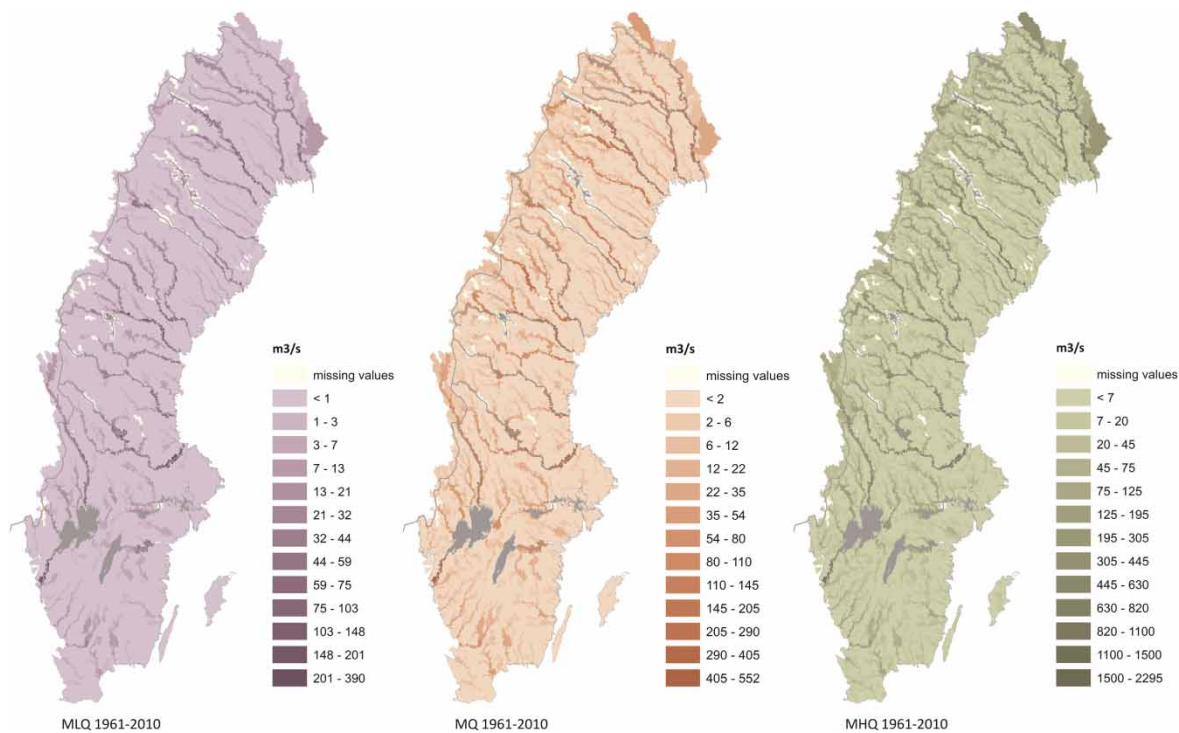 m3/s
missing values
< 1
1 - 3
3 - 7
7 - 13
13 - 21
21 - 32
32 - 44
44 - 59
59 - 75
75 - 103
103 - 148
148 - 201
201 - 390
MLQ 1961-2010
m3/s
missing values
< 2
2 - 6
6 - 12
12 - 22
22 - 35
35 - 54
54 - 80
80 - 110
110 - 145
145 - 205
205 - 290
290 - 405
405 - 552
MQ 1961-2010
m3/s
missing values
< 7
7 - 20
20 - 45
45 - 75
75 - 125
125 - 195
195 - 305
305 - 445
445 - 630
630 - 820
820 - 1100
1100 - 1500
1500 - 2295
MHQ 1961-2010